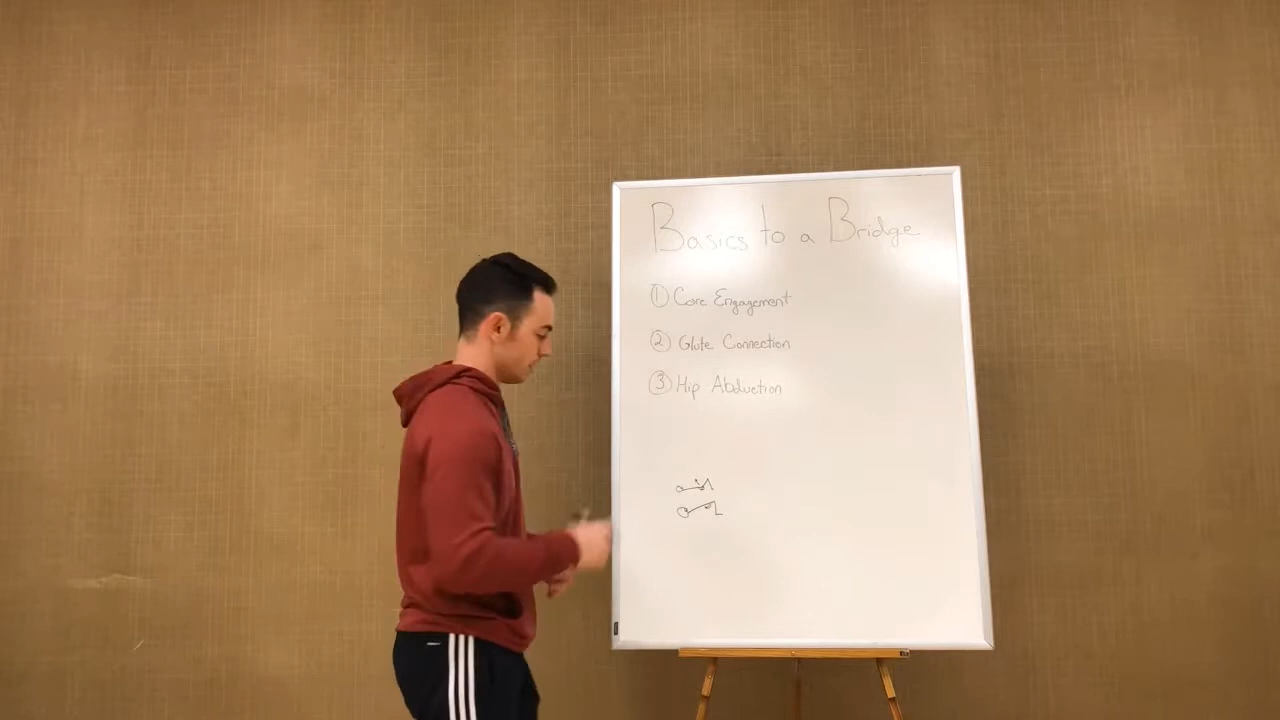 Basics to a Bridge
① Core Engagement
② Glute Connection
③ Hip Abduction